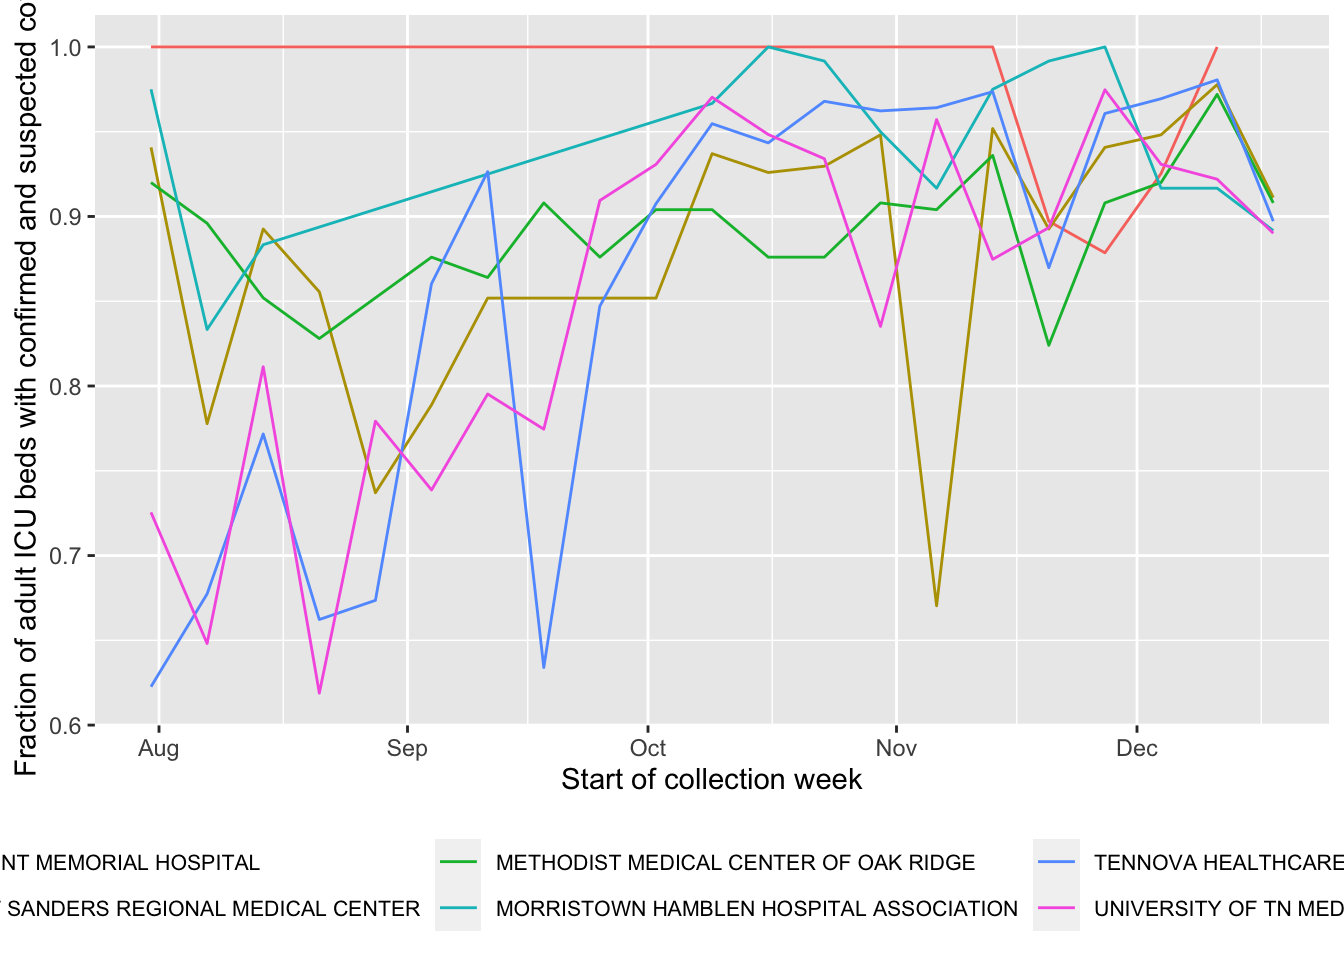 Fraction of adult ICU beds with confirmed and suspected
1.0
0.9
0.8
0.7
0.6
Aug Sep Oct Nov Dec
Start of collection week
MEMORIAL HOSPITAL METHODIST MEDICAL CENTER OF OAK RIDGE TENNOVA HEALTHCARE
SANDERS REGIONAL MEDICAL CENTER MORRISTOWN HAMBLEN HOSPITAL ASSOCIATION UNIVERSITY OF TN MED